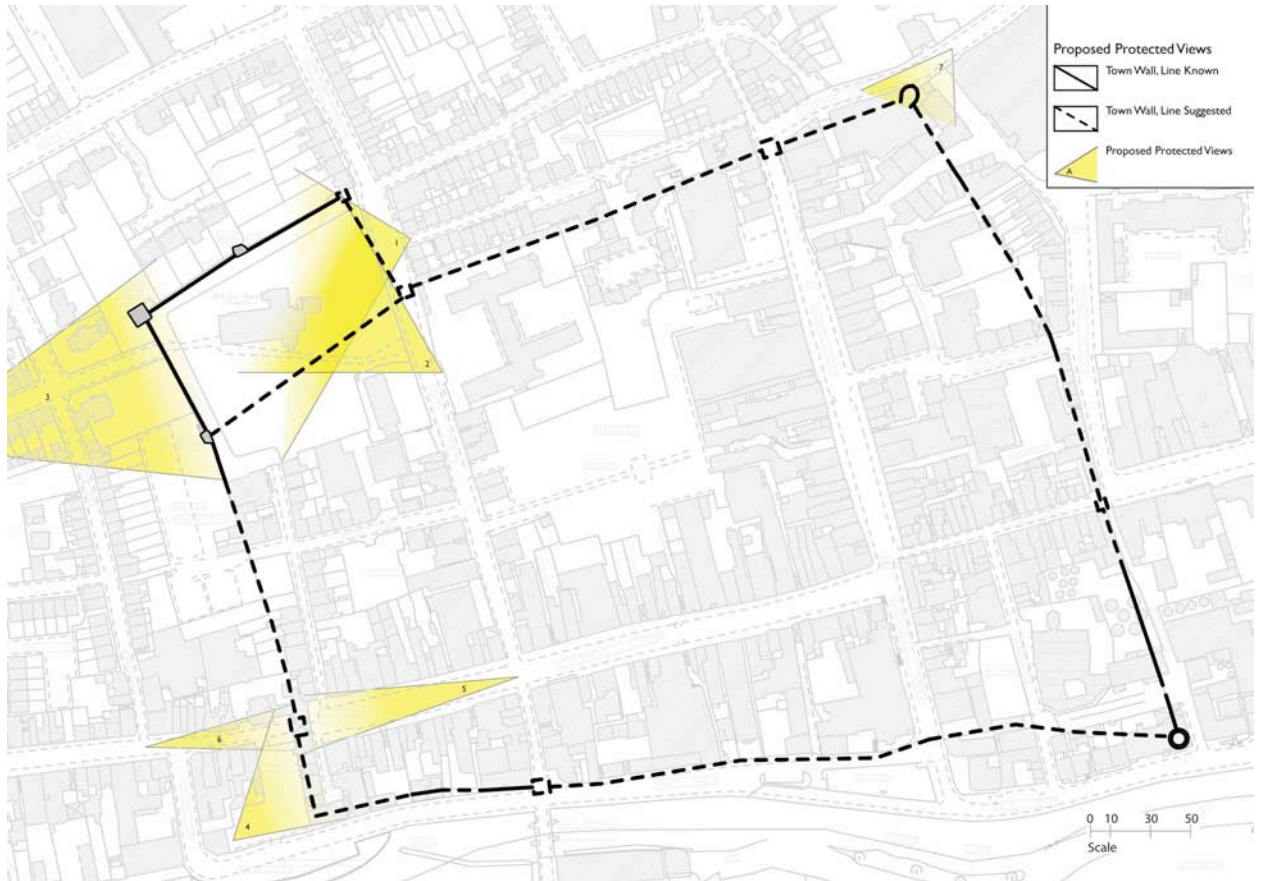 Proposed Protected Views
Town Wall, Line Known
Town Wall, Line Suggested
A
Proposed Protected Views
7
1
2
3
5
6
4
0 10 30 50
Scale